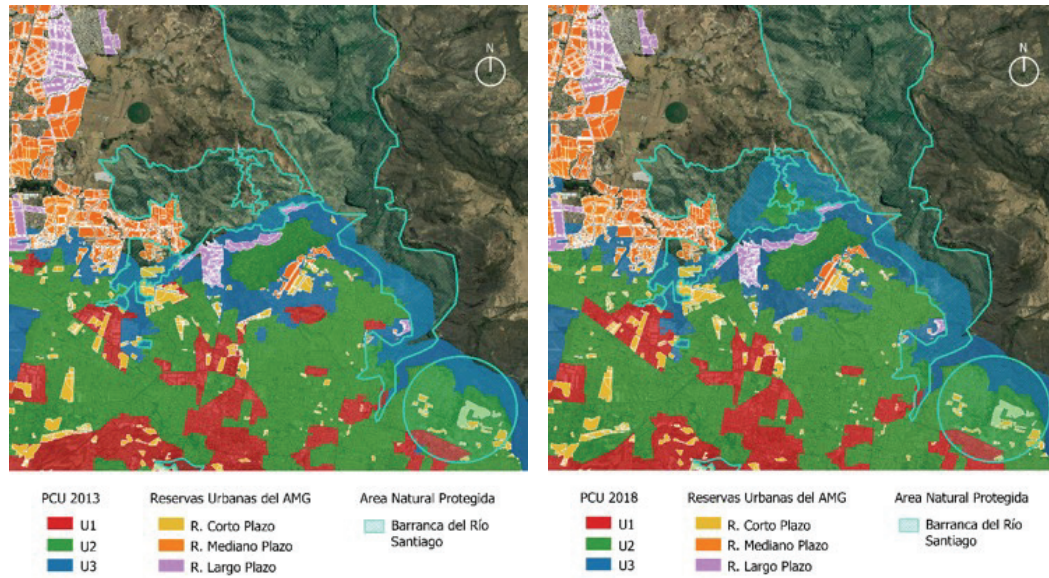 N
N
PCU 2013
Reservas Urbanas del AMG
Area Natural Protegida
U1
R. Corto Plazo
Barranca del Río
Santiago
U2
R. Mediano Plazo
U3
R. Largo Plazo
PCU 2018
Reservas Urbanas del AMG
Area Natural Protegida
U1
R. Corto Plazo
Barranca del Río
Santiago
U2
R. Mediano Plazo
U3
R. Largo Plazo